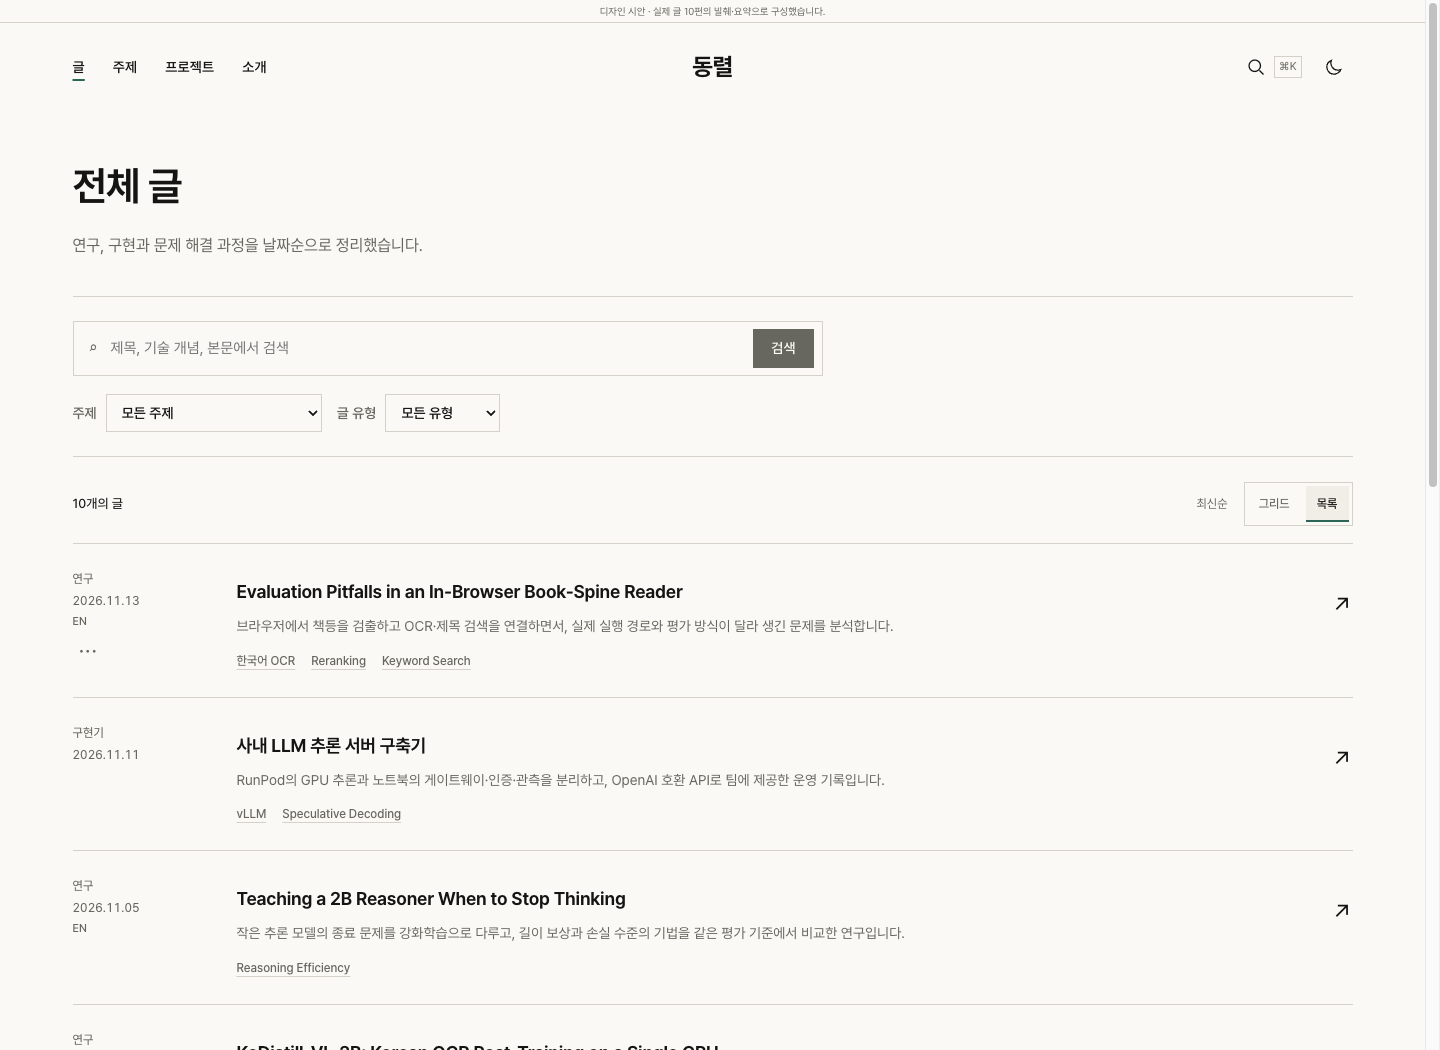 디자인 시안 · 실제 글 10편의 발췌·요약으로 구성했습니다.
글 주제 프로젝트 소개
동렬
⌘K
전체 글
연구, 구현과 문제 해결 과정을 날짜순으로 정리했습니다.
제목, 기술 개념, 본문에서 검색
검색
주제 모든 주제 글 유형 모든 유형
10개의 글
최신순 그리드 목록
연구
2026.11.13
EN
Evaluation Pitfalls in an In-Browser Book-Spine Reader
브라우저에서 책등을 검출하고 OCR·제목 검색을 연결하면서, 실제 실행 경로와 평가 방식이 달라 생긴 문제를 분석합니다.
한국어 OCR Reranking Keyword Search
구현기
2026.11.11
사내 LLM 추론 서버 구축기
RunPod의 GPU 추론과 노트북의 게이트웨이·인증·관측을 분리하고, OpenAI 호환 API로 팀에 제공한 운영 기록입니다.
vLLM Speculative Decoding
연구
2026.11.05
EN
Teaching a 2B Reasoner When to Stop Thinking
작은 추론 모델의 종료 문제를 강화학습으로 다루고, 길이 보상과 손실 수준의 기법을 같은 평가 기준에서 비교한 연구입니다.
Reasoning Efficiency
연구